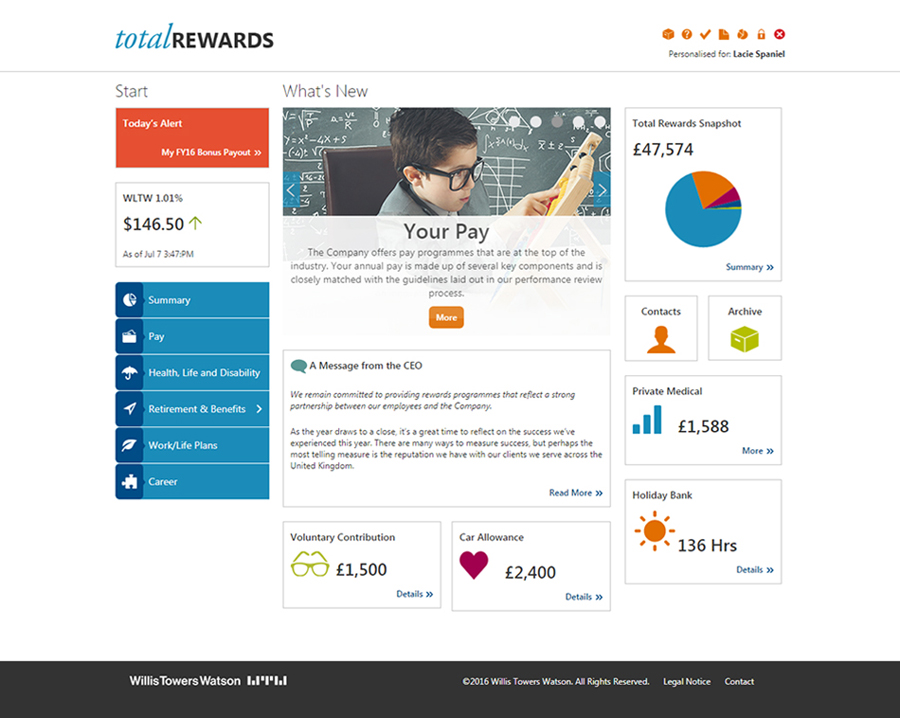 totalREWARDS
Personalised for: Lacie Spaniel
Start
Today's Alert
My FY16 Bonus Payout »
WLTW 1.01%
$146.50
As of Jul 7 3:47:PM
Summary
Pay
Health, Life and Disability
Retirement & Benefits
Work/Life Plans
Career
What's New
Your Pay
The Company offers pay programmes that are at the top of the
industry. Your annual pay is made up of several key components and is
closely matched with the guidelines laid out in our performance review
process.
More
A Message from the CEO
We remain committed to providing rewards programmes that reflect a strong
partnership between our employees and the Company.
As the year draws to a close, it's a great time to reflect on the success we've
experienced this year. There are many ways to measure success, but perhaps the
most telling measure is the reputation we have with our clients we serve across the
United Kingdom.
Read More »
Voluntary Contribution
£1,500
Details »
Car Allowance
£2,400
Details »
Total Rewards Snapshot
£47,574
Summary »
Contacts
Archive
Private Medical
£1,588
More »
Holiday Bank
136 Hrs
Details »
Willis Towers Watson
©2016 Willis Towers Watson. All Rights Reserved. Legal Notice Contact